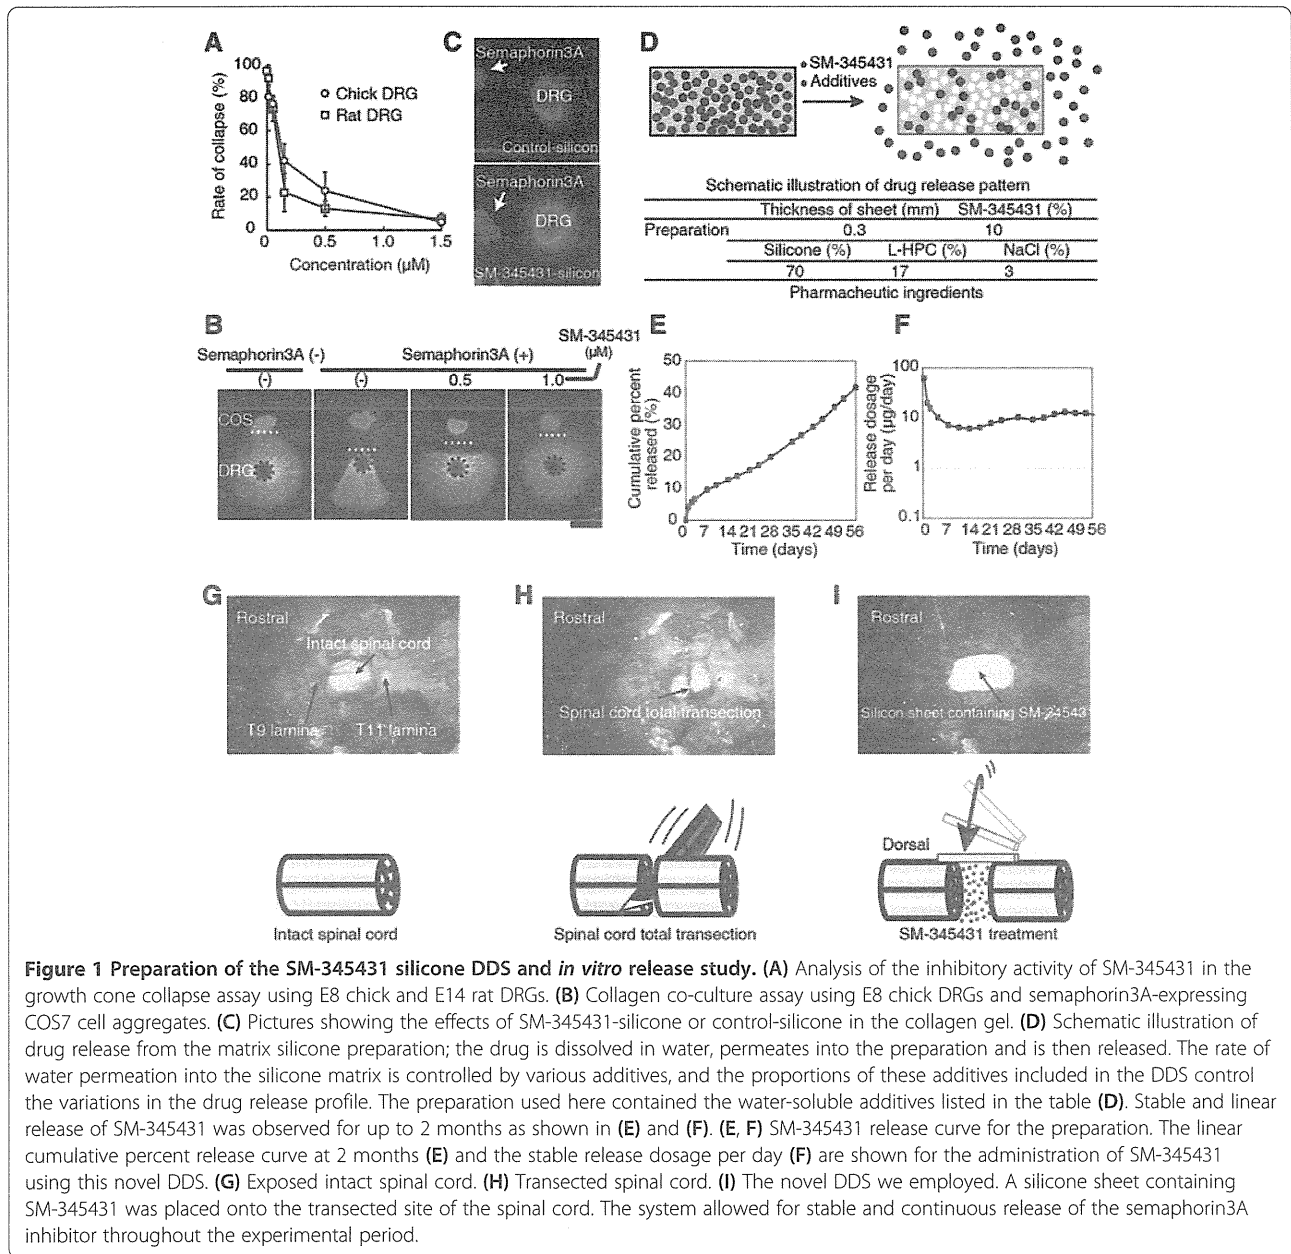 A
Rate of collapse (%)
100
80
60
40
20
0
Chick DRG
Rat DRG
0 0.5 1.0 1.5
Concentration (µM)
C
Semaphorin3A
DRG
Control-silicon
Semaphorin3A
DRG
SM-345431-silicon
D
SM-345431
Additives
Schematic illustration of drug release pattern
Thickness of sheet (mm) SM-345431 (%)
Preparation 0.3 10
Silicone (%) L-HPC (%) NaCl (%)
70 17 3
Pharmacheutic ingredients
B
Semaphorin3A (-) Semaphorin3A (+) SM-345431 (µM)
(-) (-) 0.5 1.0
COS
DRG
E
Cumulative percent released (%)
50
40
30
20
10
0
0 7 14 21 28 35 42 49 56
Time (days)
F
Release dosage per day (µg/day)
100
10
1
0.1
0 7 14 21 28 35 42 49 56
Time (days)
G
Rostral
Intact spinal cord
T9 lamina T11 lamina
Intact spinal cord
H
Rostral
Spinal cord total transection
Spinal cord total transection
I
Rostral
Silicon sheet containing SM-34543
Dorsal
SM-345431 treatment
Figure 1 Preparation of the SM-345431 silicone DDS and in vitro release study. (A) Analysis of the inhibitory activity of SM-345431 in the
growth cone collapse assay using E8 chick and E14 rat DRGs. (B) Collagen co-culture assay using E8 chick DRGs and semaphorin3A-expressing
COS7 cell aggregates. (C) Pictures showing the effects of SM-345431-silicone or control-silicone in the collagen gel. (D) Schematic illustration of
drug release from the matrix silicone preparation; the drug is dissolved in water, permeates into the preparation and is then released. The rate of
water permeation into the silicone matrix is controlled by various additives, and the proportions of these additives included in the DDS control
the variations in the drug release profile. The preparation used here contained the water-soluble additives listed in the table (D). Stable and linear
release of SM-345431 was observed for up to 2 months as shown in (E) and (F). (E, F) SM-345431 release curve for the preparation. The linear
cumulative percent release curve at 2 months (E) and the stable release dosage per day (F) are shown for the administration of SM-345431
using this novel DDS. (G) Exposed intact spinal cord. (H) Transected spinal cord. (I) The novel DDS we employed. A silicone sheet containing
SM-345431 was placed onto the transected site of the spinal cord. The system allowed for stable and continuous release of the semaphorin3A
inhibitor throughout the experimental period.